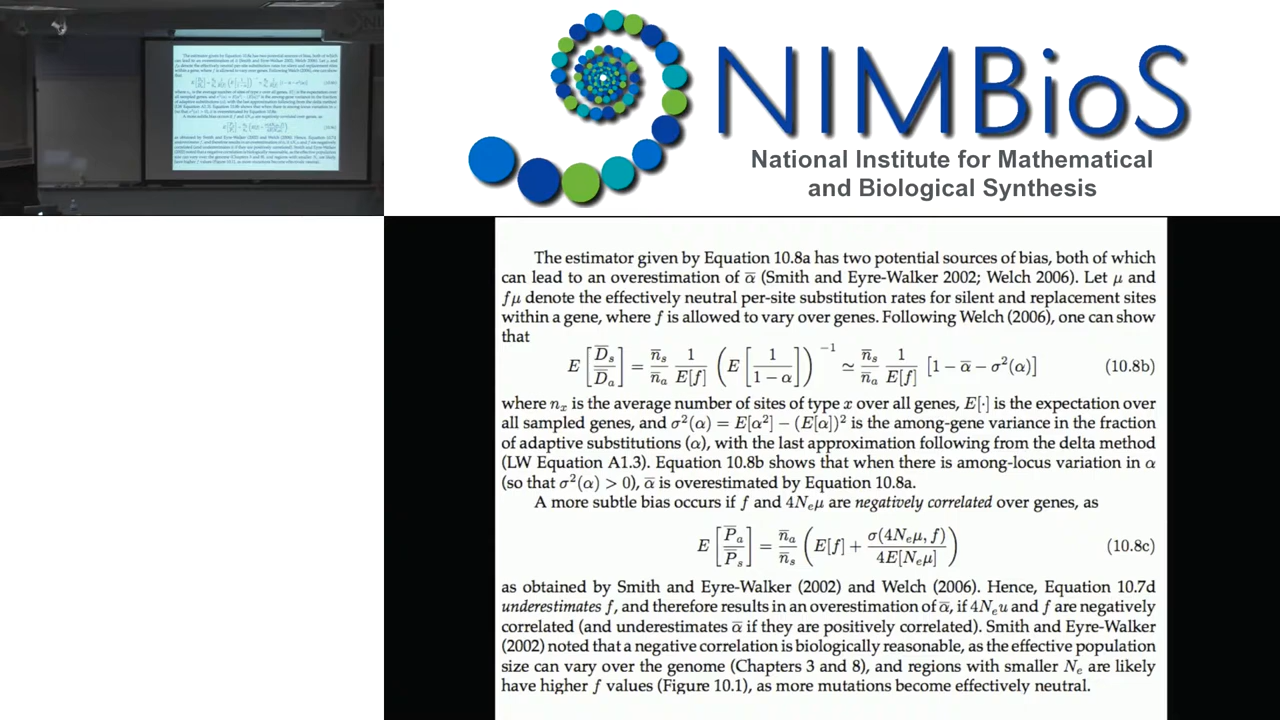 NIMBioS
National Institute for Mathematical
and Biological Synthesis
The estimator given by Equation 10.8a has two potential sources of bias, both of which
can lead to an overestimation of α̅ (Smith and Eyre-Walker 2002; Welch 2006). Let μ and
fμ denote the effectively neutral per-site substitution rates for silent and replacement sites
within a gene, where f is allowed to vary over genes. Following Welch (2006), one can show
that
E [D̅s / D̅a] = n̅s / n̅a 1 / E[f] (E [1 / 1 − α])⁻¹ ≃ n̅s / n̅a 1 / E[f] [1 − α̅ − σ²(α)] (10.8b)
where nx is the average number of sites of type x over all genes, E[·] is the expectation over
all sampled genes, and σ²(α) = E[α²] − (E[α])² is the among-gene variance in the fraction
of adaptive substitutions (α), with the last approximation following from the delta method
(LW Equation A1.3). Equation 10.8b shows that when there is among-locus variation in α
(so that σ²(α) > 0), α̅ is overestimated by Equation 10.8a.
A more subtle bias occurs if f and 4Neμ are negatively correlated over genes, as
E [P̅a / P̅s] = n̅a / n̅s (E[f] + σ(4Neμ, f) / 4E[Neμ]) (10.8c)
as obtained by Smith and Eyre-Walker (2002) and Welch (2006). Hence, Equation 10.7d
underestimates f, and therefore results in an overestimation of α̅, if 4Neu and f are negatively
correlated (and underestimates α̅ if they are positively correlated). Smith and Eyre-Walker
(2002) noted that a negative correlation is biologically reasonable, as the effective population
size can vary over the genome (Chapters 3 and 8), and regions with smaller Ne are likely
have higher f values (Figure 10.1), as more mutations become effectively neutral.